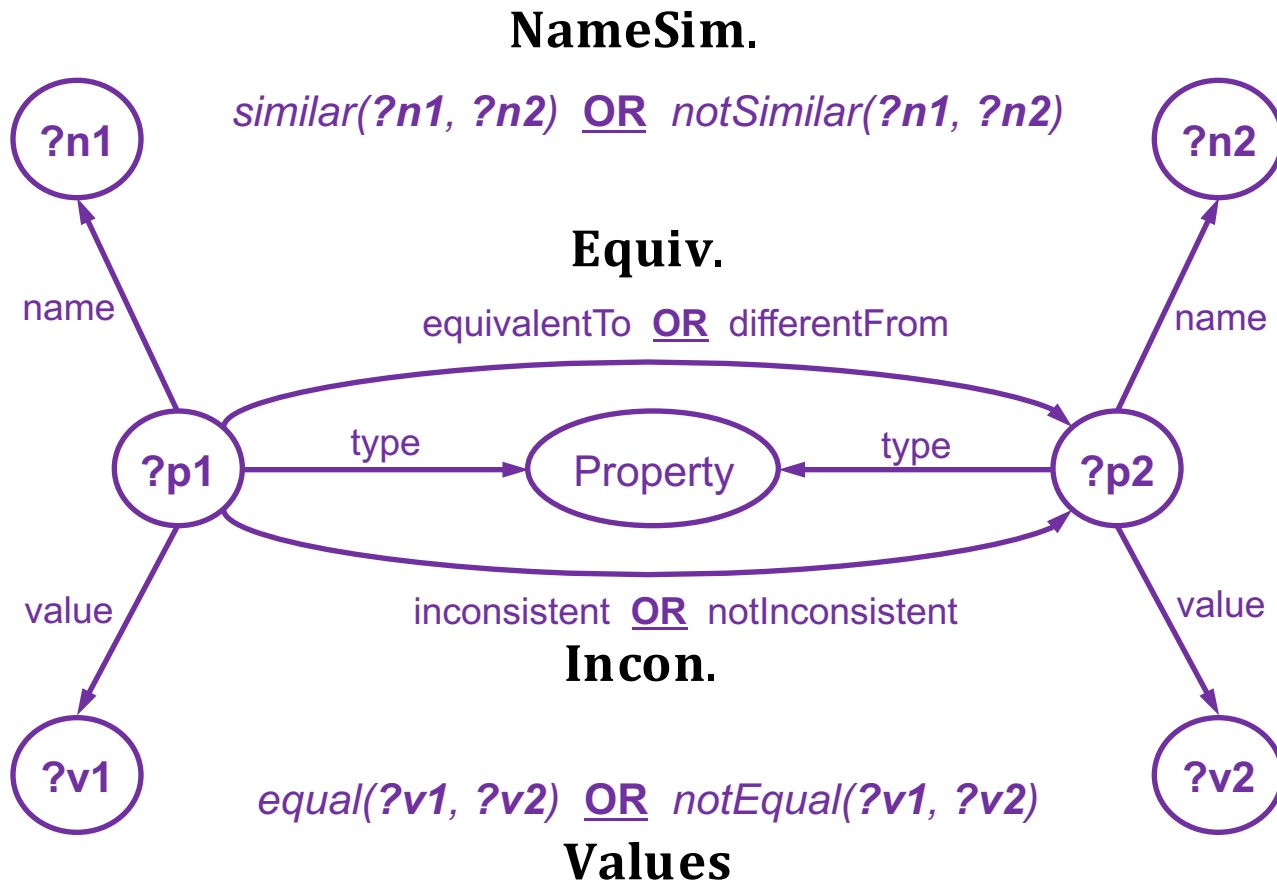 NameSim.
similar(?n1, ?n2) OR notSimilar(?n1, ?n2)
?n1
?n2
Equiv.
name
name
equivalentTo OR differentFrom
type
type
?p1
Property
?p2
value
value
inconsistent OR notInconsistent
Incon.
?v1
?v2
equal(?v1, ?v2) OR notEqual(?v1, ?v2)
Values